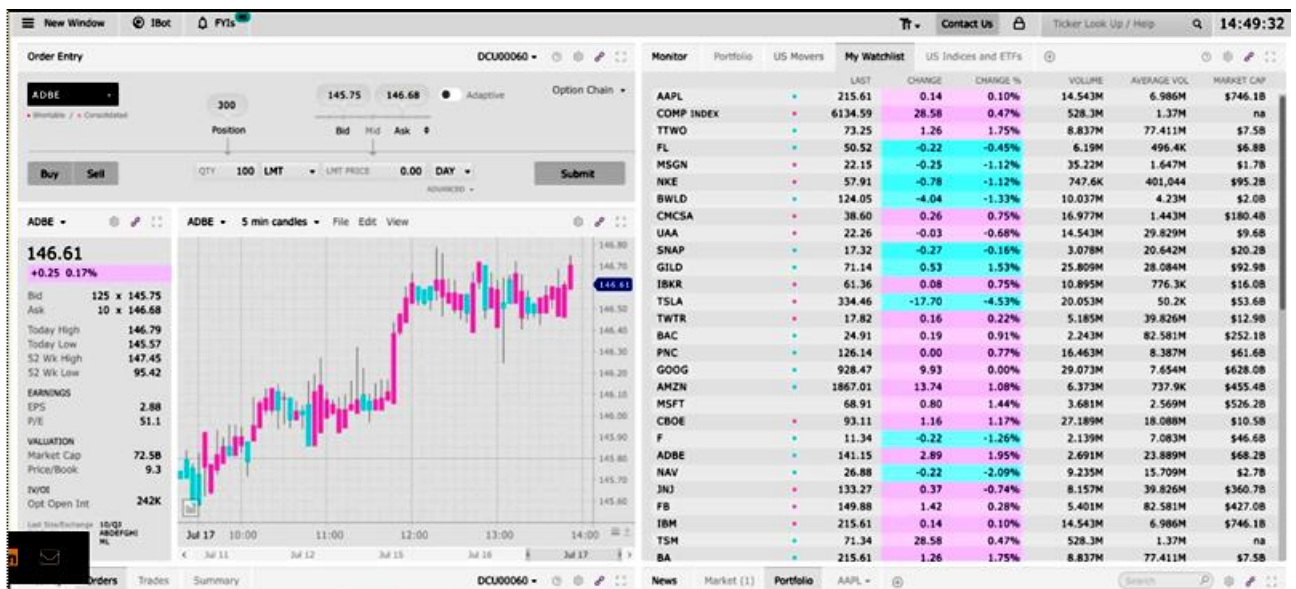 New Window IBot FYIs Contact Us Ticker Look Up / Help 14:49:32
Order Entry DCU00060
ADBE 300 145.75 146.68 Adaptive Option Chain
Position Bid Mid Ask
Buy Sell QTY 100 LMT LMT PRICE 0.00 DAY Submit
ADVANCED
ADBE
146.61
+0.25 0.17%
Bid 125 x 145.75
Ask 10 x 146.68
Today High 146.79
Today Low 145.57
52 Wk High 147.45
52 Wk Low 95.42
EARNINGS
EPS 2.88
P/E 51.1
VALUATION
Market Cap 72.5B
Price/Book 9.3
IV/OI
Opt Open Int 242K
Last Size/Exchange 10/Q3
ABDEFGHI
ML
ADBE 5 min candles File Edit View
146.80
146.70
146.61
146.50
146.40
146.30
146.20
146.10
146.00
145.90
145.80
145.70
145.60
Jul 17 10:00 11:00 12:00 13:00 14:00
Jul 11 Jul 12 Jul 15 Jul 16 Jul 17
Orders Trades Summary DCU00060
Monitor Portfolio US Movers My Watchlist US Indices and ETFs
LAST CHANGE CHANGE % VOLUME AVERAGE VOL MARKET CAP
AAPL 215.61 0.14 0.10% 14.543M 6.986M $746.1B
COMP INDEX 6134.59 28.58 0.47% 528.3M 1.37M na
TTWO 73.25 1.26 1.75% 8.837M 77.411M $7.5B
FL 50.52 -0.22 -0.45% 6.19M 496.4K $6.8B
MSGN 22.15 -0.25 -1.12% 35.22M 1.647M $1.7B
NKE 57.91 -0.78 -1.12% 747.6K 401,044 $95.2B
BWLD 124.05 -4.04 -1.33% 10.037M 4.23M $2.0B
CMCSA 38.60 0.26 0.75% 16.977M 1.443M $180.4B
UAA 22.26 -0.03 -0.68% 14.543M 29.829M $9.6B
SNAP 17.32 -0.27 -0.16% 3.078M 20.642M $20.2B
GILD 71.14 0.53 1.53% 25.809M 28.084M $92.9B
IBKR 61.36 0.08 0.75% 10.895M 776.3K $16.0B
TSLA 334.46 -17.70 -4.53% 20.053M 50.2K $53.6B
TWTR 17.82 0.16 0.22% 5.185M 39.826M $12.9B
BAC 24.91 0.19 0.91% 2.243M 82.581M $252.1B
PNC 126.14 0.00 0.77% 16.463M 8.387M $61.6B
GOOG 928.47 9.93 0.00% 29.073M 7.654M $628.0B
AMZN 1867.01 13.74 1.08% 6.373M 737.9K $455.4B
MSFT 68.91 0.80 1.44% 3.681M 2.569M $526.2B
CBOE 93.11 1.16 1.17% 27.189M 18.088M $10.5B
F 11.34 -0.22 -1.26% 2.139M 7.083M $46.6B
ADBE 141.15 2.89 1.95% 2.691M 23.889M $68.2B
NAV 26.88 -0.22 -2.09% 9.235M 15.709M $2.7B
JNJ 133.27 0.37 -0.74% 8.157M 39.826M $360.7B
FB 149.88 1.42 0.28% 5.401M 82.581M $427.0B
IBM 215.61 0.14 0.10% 14.543M 6.986M $746.1B
TSM 71.34 28.58 0.47% 528.3M 1.37M na
BA 215.61 1.26 1.75% 8.837M 77.411M $7.5B
News Market (1) Portfolio AAPL Search